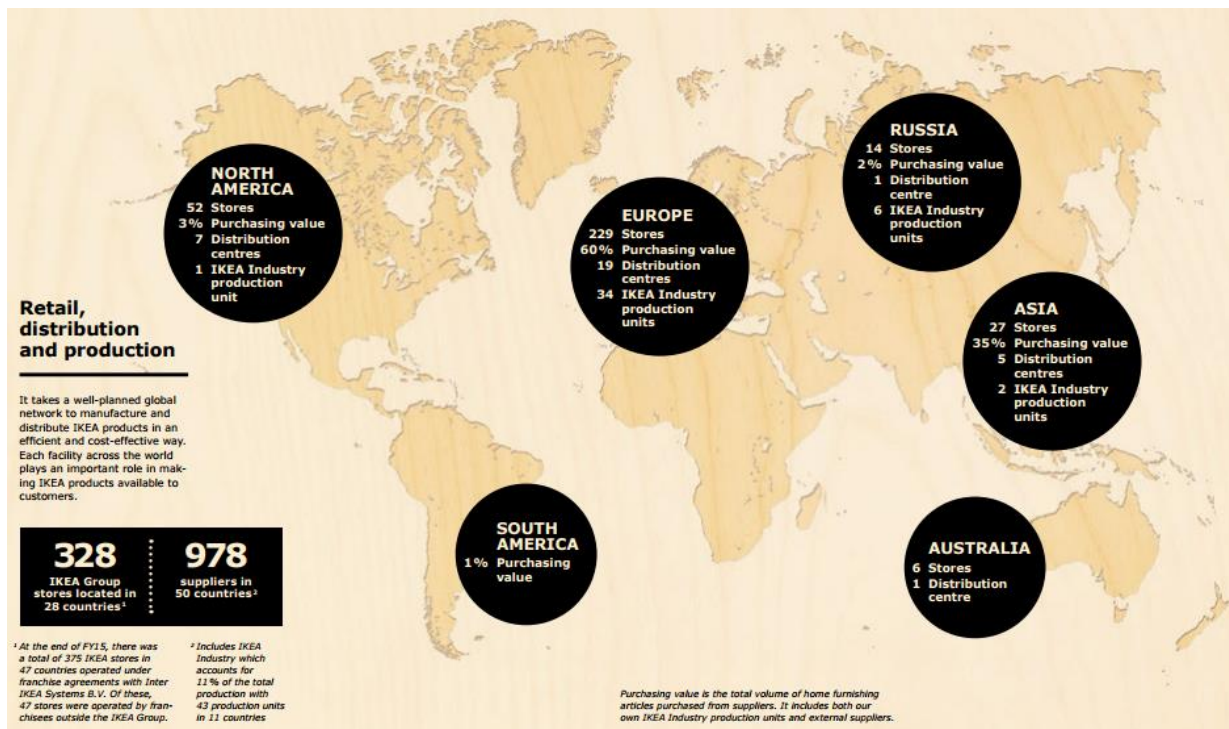 NORTH
AMERICA
52 Stores
3% Purchasing value
7 Distribution
centres
1 IKEA Industry
production
unit
EUROPE
229 Stores
60% Purchasing value
19 Distribution
centres
34 IKEA Industry
production
units
RUSSIA
14 Stores
2% Purchasing value
1 Distribution
centre
6 IKEA Industry
production
units
ASIA
27 Stores
35% Purchasing value
5 Distribution
centres
2 IKEA Industry
production
units
SOUTH
AMERICA
1% Purchasing
value
AUSTRALIA
6 Stores
1 Distribution
centre
Retail,
distribution
and production
It takes a well-planned global
network to manufacture and
distribute IKEA products in an
efficient and cost-effective way.
Each facility across the world
plays an important role in mak-
ing IKEA products available to
customers.
328
IKEA Group
stores located in
28 countries¹
978
suppliers in
50 countries²
¹ At the end of FY15, there was
a total of 375 IKEA stores in
47 countries operated under
franchise agreements with Inter
IKEA Systems B.V. Of these,
47 stores were operated by fran-
chisees outside the IKEA Group.
² Includes IKEA
Industry which
accounts for
11% of the total
production with
43 production units
in 11 countries
Purchasing value is the total volume of home furnishing
articles purchased from suppliers. It includes both our
own IKEA Industry production units and external suppliers.